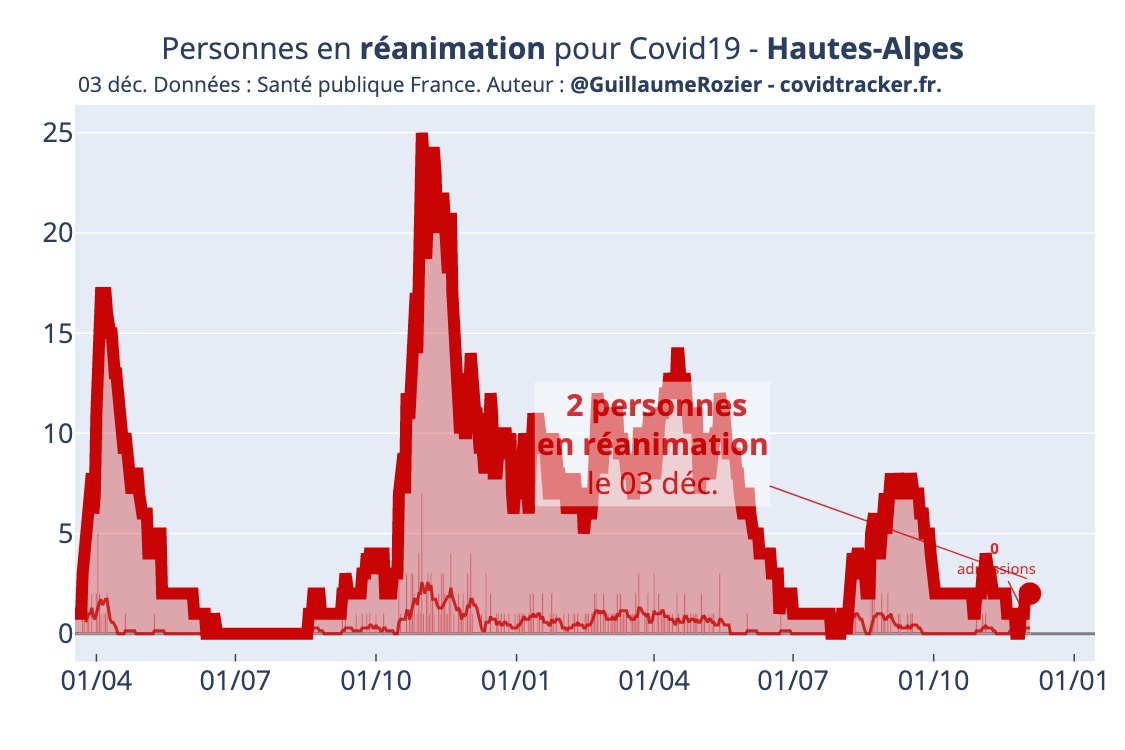 Personnes en réanimation pour Covid19 - Hautes-Alpes
03 déc. Données : Santé publique France. Auteur : @GuillaumeRozier - covidtracker.fr.
25
20
15
10
5
0
2 personnes
en réanimation
le 03 déc.
0
admissions
01/04 01/07 01/10 01/01 01/04 01/07 01/10 01/01